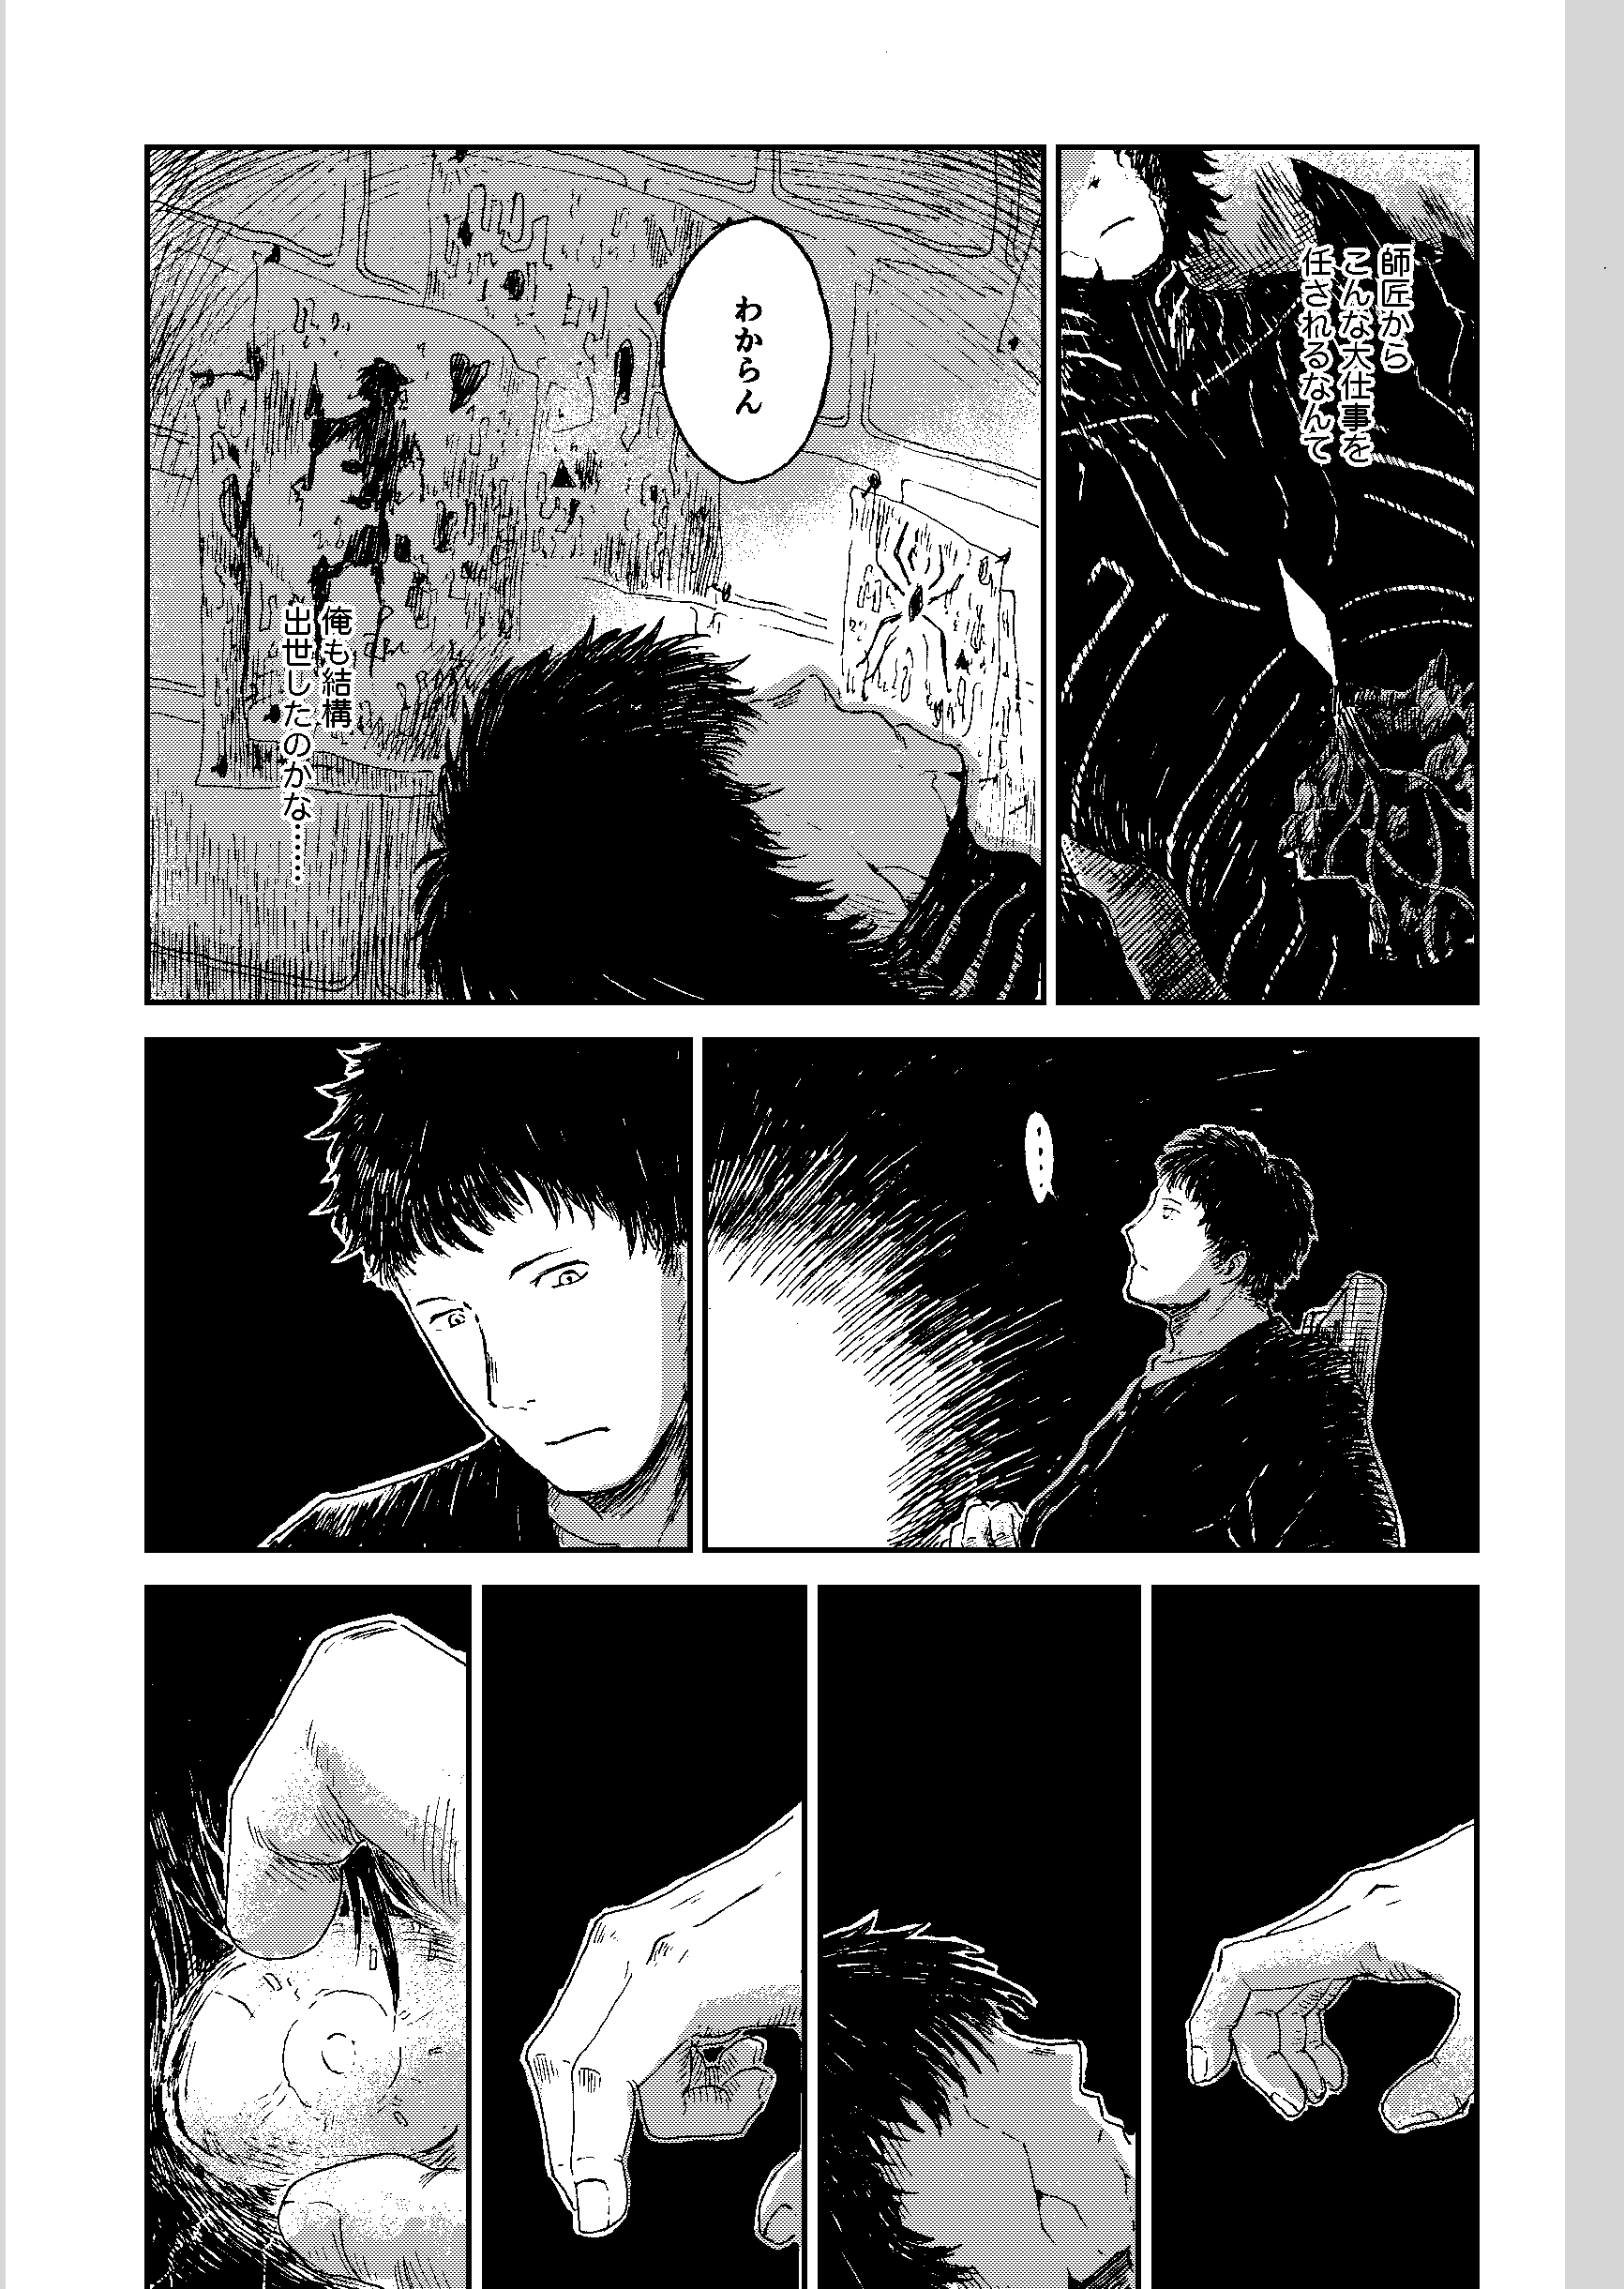 師匠から
こんな大仕事を
任されるなんて
わからん
俺も結構
出世したのかな……
……